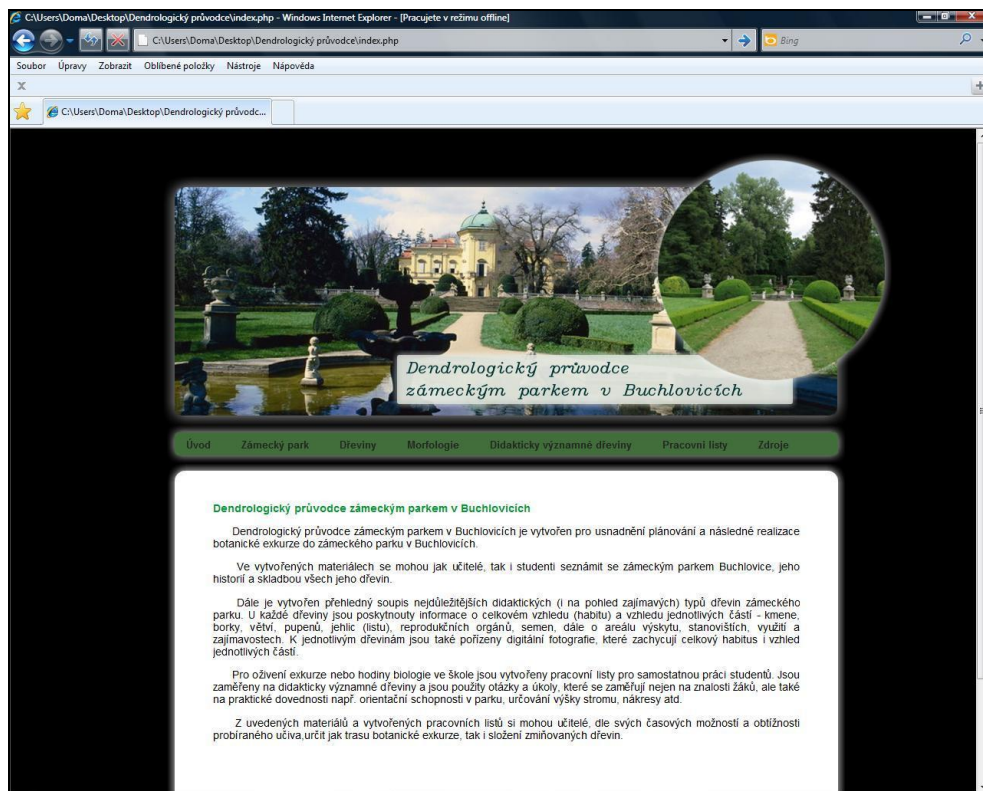 C:\Users\Doma\Desktop\Dendrologický průvodce\index.php - Windows Internet Explorer - [Pracujete v režimu offline]
C:\Users\Doma\Desktop\Dendrologický průvodce\index.php
Bing
Soubor Úpravy Zobrazit Oblíbené položky Nástroje Nápověda
X
C:\Users\Doma\Desktop\Dendrologický průvodc...
Dendrologický průvodce
zámeckým parkem v Buchlovicích
Úvod Zámecký park Dřeviny Morfologie Didakticky významné dřeviny Pracovní listy Zdroje
Dendrologický průvodce zámeckým parkem v Buchlovicích
Dendrologický průvodce zámeckým parkem v Buchlovicích je vytvořen pro usnadnění plánování a následné realizace
botanické exkurze do zámeckého parku v Buchlovicích.
Ve vytvořených materiálech se mohou jak učitelé, tak i studenti seznámit se zámeckým parkem Buchlovice, jeho
historií a skladbou všech jeho dřevin.
Dále je vytvořen přehledný soupis nejdůležitějších didaktických (i na pohled zajímavých) typů dřevin zámeckého
parku. U každé dřeviny jsou poskytnuty informace o celkovém vzhledu (habitu) a vzhledu jednotlivých částí - kmene,
borky, větví, pupenů, jehlic (listu), reprodukčních orgánů, semen, dále o areálu výskytu, stanovištích, využití a
zajímavostech. K jednotlivým dřevinám jsou také pořízeny digitální fotografie, které zachycují celkový habitus i vzhled
jednotlivých částí.
Pro oživení exkurze nebo hodiny biologie ve škole jsou vytvořeny pracovní listy pro samostatnou práci studentů. Jsou
zaměřeny na didakticky významné dřeviny a jsou použity otázky a úkoly, které se zaměřují nejen na znalosti žáků, ale také
na praktické dovednosti např. orientační schopnosti v parku, určování výšky stromu, nákresy atd.
Z uvedených materiálů a vytvořených pracovních listů si mohou učitelé, dle svých časových možností a obtížnosti
probíraného učiva,určit jak trasu botanické exkurze, tak i složení zmiňovaných dřevin.